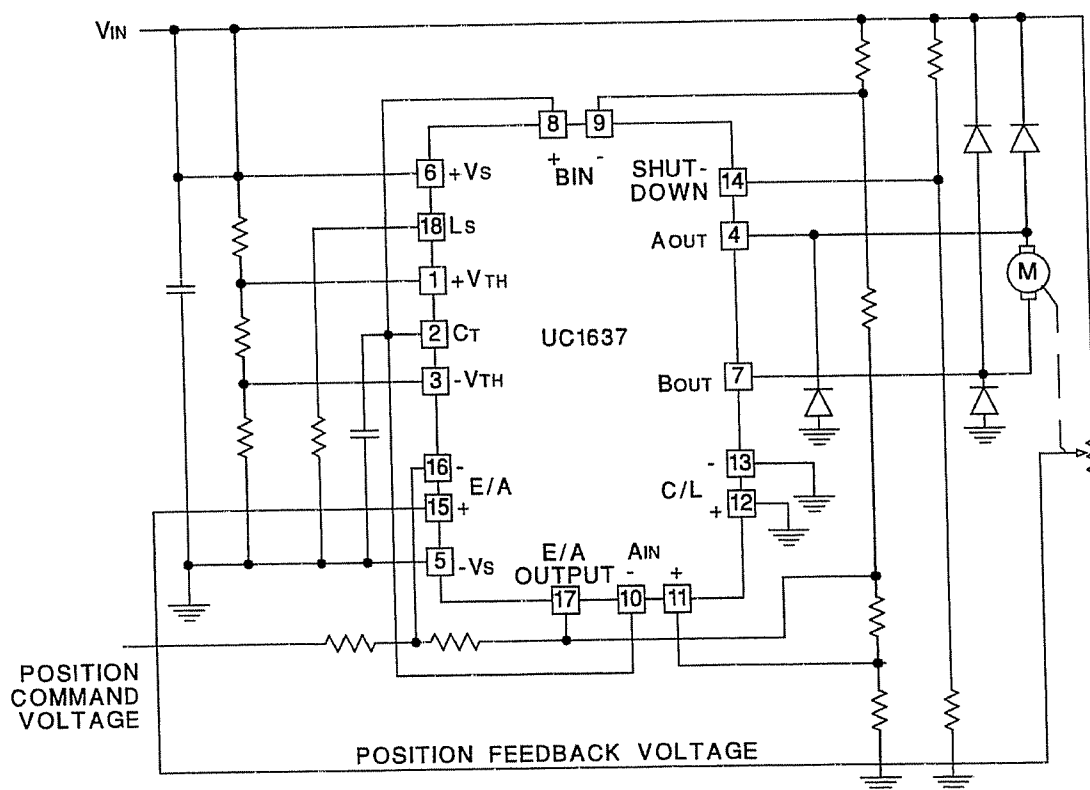 VIN
8
9
+
BIN
-
6
+VS
SHUT-
DOWN
14
18
LS
AOUT
4
1
+VTH
M
2
CT
UC1637
3
-VTH
BOUT
7
16
-
E/A
15
+
-
13
C/L
+
12
5
-VS
E/A
OUTPUT
AIN
-
+
17
10
11
POSITION
COMMAND
VOLTAGE
POSITION FEEDBACK VOLTAGE